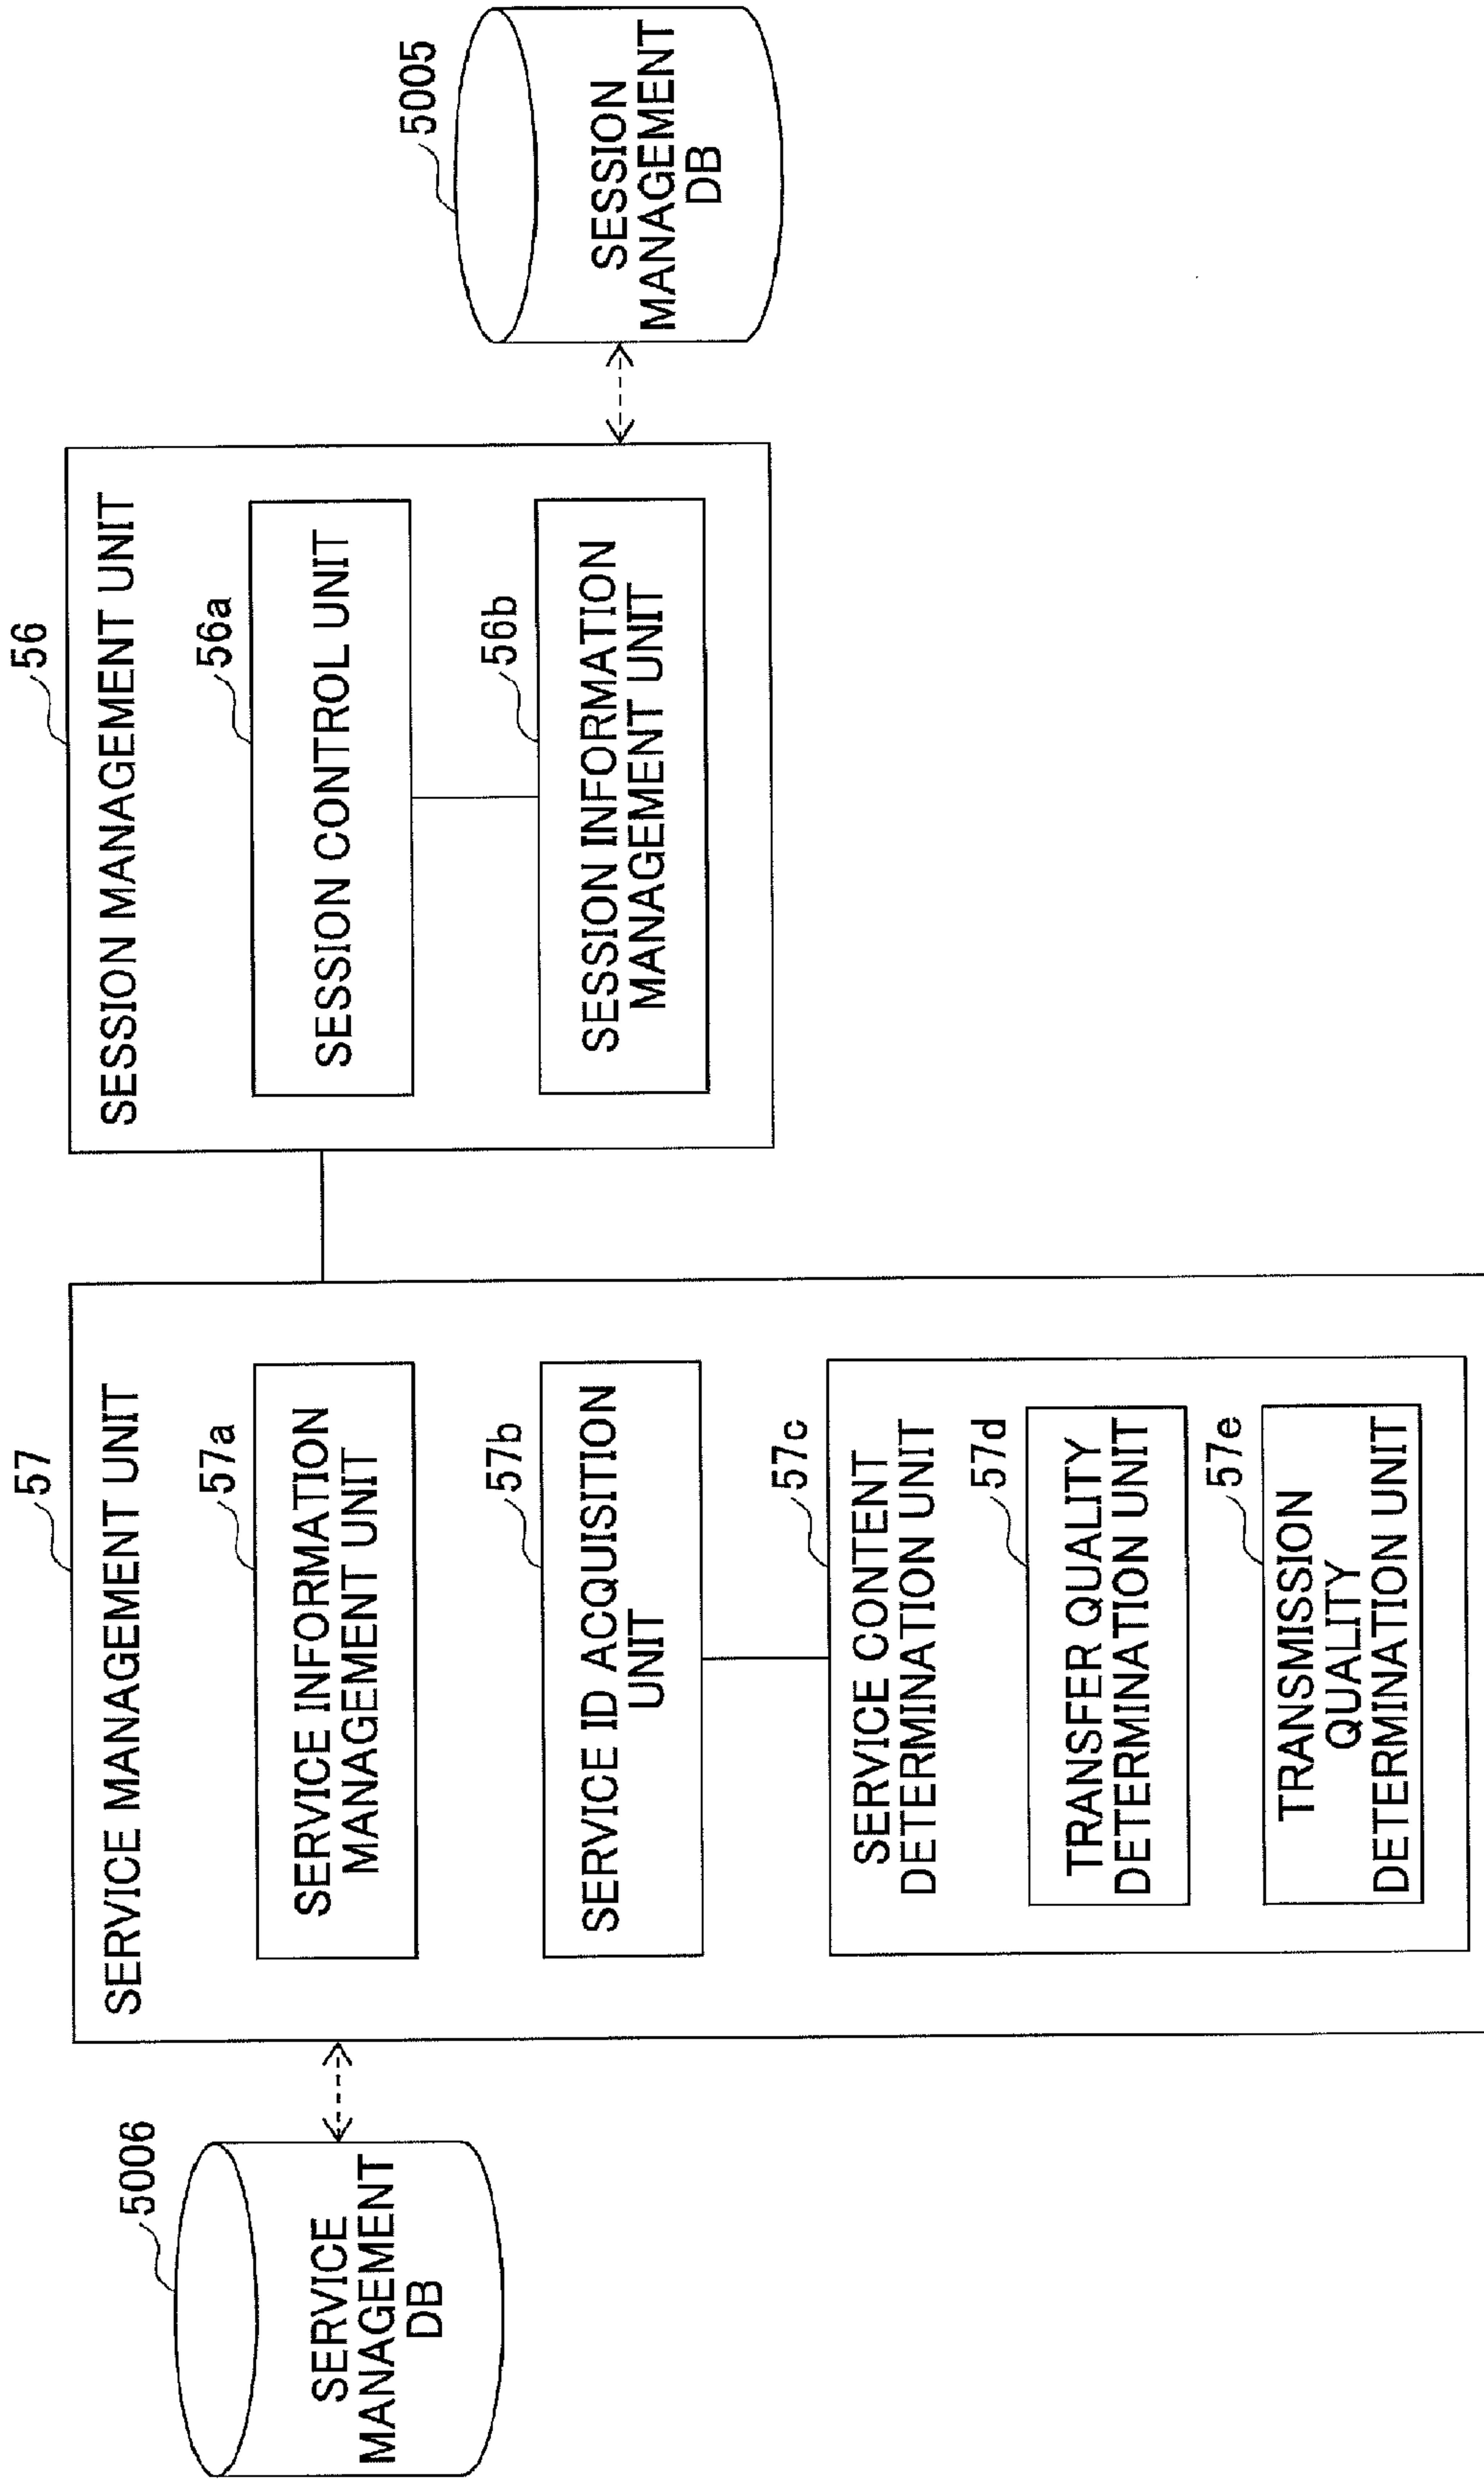 5006
SERVICE
MANAGEMENT
DB
57
SERVICE MANAGEMENT UNIT
57a
SERVICE INFORMATION
MANAGEMENT UNIT
57b
SERVICE ID ACQUISITION
UNIT
57c
SERVICE CONTENT
DETERMINATION UNIT
57d
TRANSFER QUALITY
DETERMINATION UNIT
57e
TRANSMISSION
QUALITY
DETERMINATION UNIT
56
SESSION MANAGEMENT UNIT
56a
SESSION CONTROL UNIT
56b
SESSION INFORMATION
MANAGEMENT UNIT
5005
SESSION
MANAGEMENT
DB